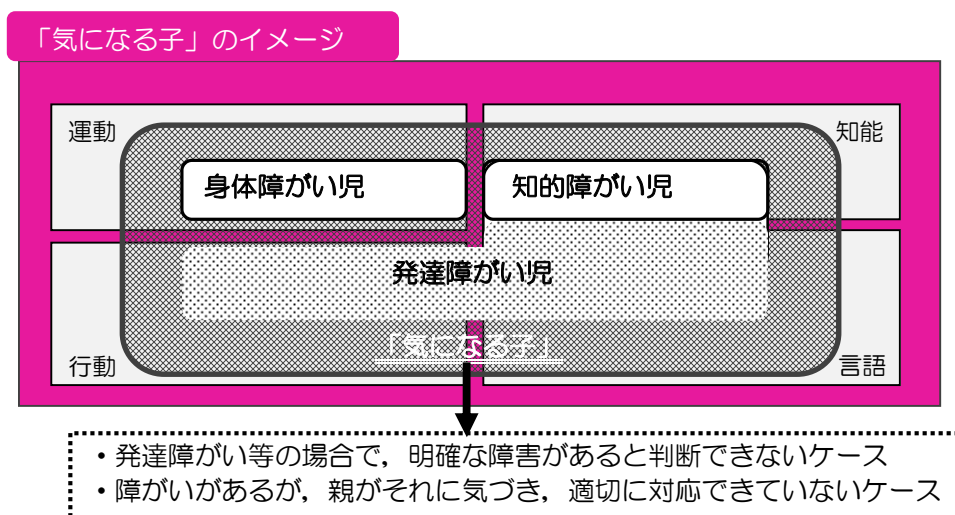 「気になる子」のイメージ
運動
知能
身体障がい児
知的障がい児
発達障がい児
「気になる子」
行動
言語
・発達障がい等の場合で，明確な障害があると判断できないケース
・障がいがあるが，親がそれに気づき，適切に対応できていないケース